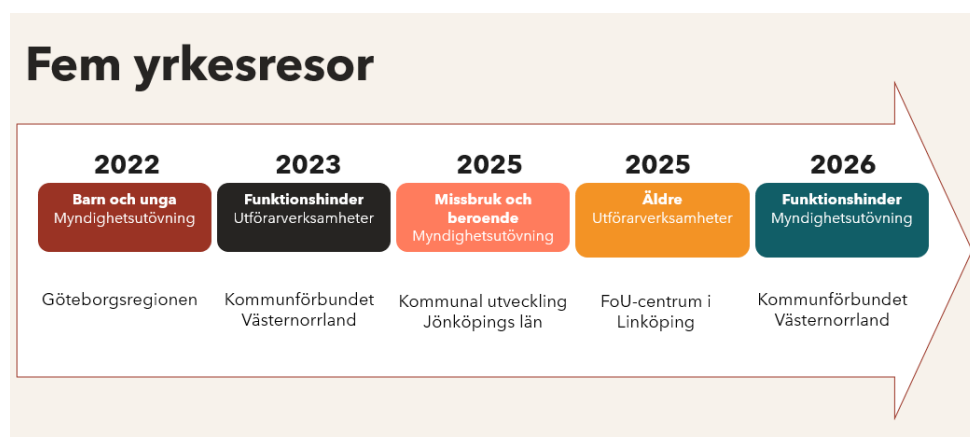 Fem yrkesresor
2022
Barn och unga
Myndighetsutövning
Göteborgsregionen
2023
Funktionshinder
Utförarverksamheter
Kommunförbundet
Västernorrland
2025
Missbruk och
beroende
Myndighetsutövning
Kommunal utveckling
Jönköpings län
2025
Äldre
Utförarverksamheter
FoU-centrum i
Linköping
2026
Funktionshinder
Myndighetsutövning
Kommunförbundet
Västernorrland